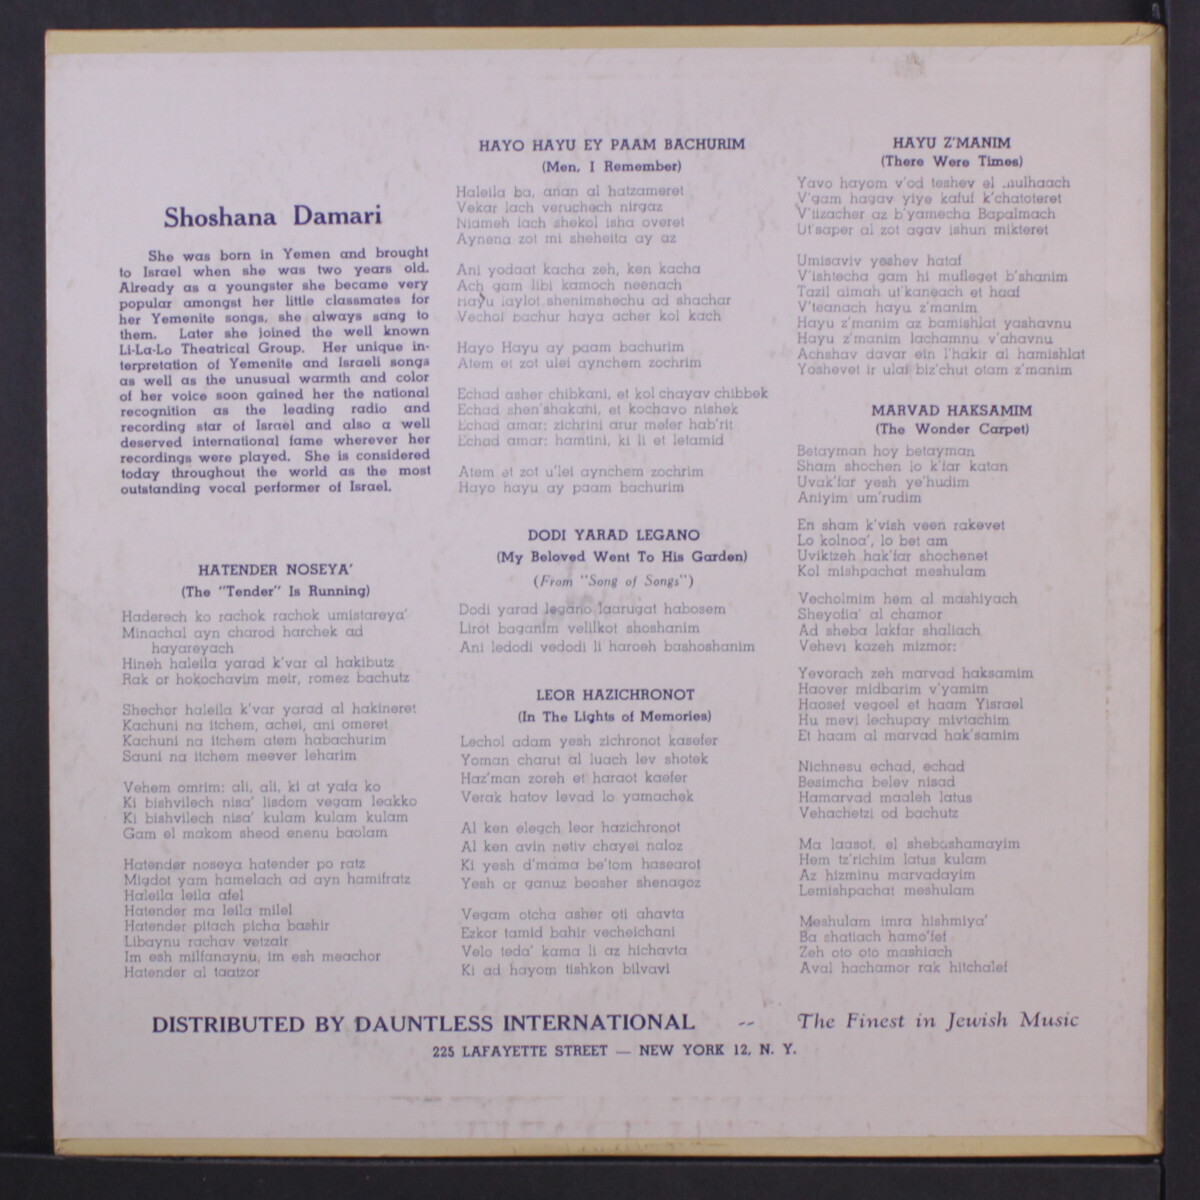 Shoshana Damari
She was born in Yemen and brought
to Israel when she was two years old.
Already as a youngster she became very
popular amongst her little classmates for
her Yemenite songs, she always sang to
them. Later she joined the well known
Li-La-Lo Theatrical Group. Her unique in-
terpretation of Yemenite and Israeli songs
as well as the unusual warmth and color
of her voice soon gained her the national
recognition as the leading radio and
recording star of Israel and also a well
deserved international fame wherever her
recordings were played. She is considered
today throughout the world as the most
outstanding vocal performer of Israel.
HATENDER NOSEYA'
(The "Tender" Is Running)
Haderech ko rachok rachok umistareya'
Minachal ayn charod harchek ad
hayareyach
Hineh haleila yarad k'var al hakibutz
Rak or hokochavim meir, romez bachutz
Shechor haleila k'var yarad al hakineret
Kachuni na itchem, achei, ani omeret
Kachuni na itchem atem habachurim
Sauni na itchem meever leharim
Vehem omrim: ali, ali, ki at yafa ko
Ki bishvilech nisa' lisdom vegam leakko
Ki bishvilech nisa' kulam kulam kulam
Gam el makom sheod enenu baolam
Hatender noseya hatender po ratz
Migdot yam hamelach ad ayn hamifratz
Haleila leila afel
Hatender ma leila milel
Hatender pitach picha bashir
Libaynu rachav vetzair
Im esh milfanaynu, im esh meachor
Hatender al taatzor
HAYO HAYU EY PAAM BACHURIM
(Men, I Remember)
Haleila ba, anan al hatzameret
Vekar lach veruchech nirgaz
Niameh lach shekol isha overet
Aynena zot mi sheheita ay az
Ani yodaat kacha zeh, ken kacha
Ach gam libi kamoch neenach
Hayu laylot shenimshechu ad shachar
Vechol bachur haya acher kol kach
Hayo Hayu ay paam bachurim
Atem et zot ulei aynchem zochrim
Echad asher chibkani, et kol chayav chibbek
Echad shen'shakani, et kochavo nishek
Echad amar: zichrini arur mefer hab'rit
Echad amar: hamtini, ki li et letamid
Atem et zot u'lei aynchem zochrim
Hayo hayu ay paam bachurim
DODI YARAD LEGANO
(My Beloved Went To His Garden)
(From "Song of Songs")
Dodi yarad legano laarugat habosem
Lirot baganim velilkot shoshanim
Ani ledodi vedodi li haroeh bashoshanim
LEOR HAZICHRONOT
(In The Lights of Memories)
Lechol adam yesh zichronot kasefer
Yoman charut al luach lev shotek
Haz'man zoreh et haraot kaefer
Verak hatov levad lo yamachek
Al ken elegch leor hazichronot
Al ken avin netiv chayei naloz
Ki yesh d'mama be'tom hasearot
Yesh or ganuz beosher shenagoz
Vegam otcha asher oti ahavta
Ezkor tamid bahir vecheichani
Velo teda' kama li az hichavta
Ki ad hayom tishkon bilvavi
HAYU Z'MANIM
(There Were Times)
Yavo hayom v'od teshev el
V'gam hagav yiye kafuf k'chatoteret
V'tizacher az b'yamecha Bapalmach
Ut'saper al zot agav ishun mikteret
Umisaviv yeshev hataf
V'ishtecha gam hi mufleget b'shanim
Tazil dimah ut'kaneach et haaf
V'teanach hayu z'manim
Hayu z'manim az bamishlat yashavnu
Hayu z'manim lachamnu v'ahavnu
Achshav davar ein l'hakir al hamishlat
Yoshevet ir ulai biz'chut otam z'manim
MARVAD HAKSAMIM
(The Wonder Carpet)
Betayman hoy betayman
Sham shochen lo k'far katan
Uvak'far yesh ye'hudim
Aniyim um'rudim
En sham k'vish veen rakevet
Lo kolnoa', lo bet am
Uviktzeh hak'far shochenet
Kol mishpachat meshulam
Vecholmim hem al mashiyach
Sheyofia' al chamor
Ad sheba lakfar shaliach
Vehevi kazeh mizmor:
Yevorach zeh marvad haksamim
Haover midbarim v'yamim
Haosef vegoel et haam Yisrael
Hu mevi lechupay mivtachim
Et haam al marvad hak'samim
Nichnesu echad, echad
Besimcha belev nisad
Hamarvad maaleh latus
Vehachetzi od bachutz
Ma laasot, el shebashamayim
Hem tz'richim latus kulam
Az hizminu marvadayim
Lemishpachat meshulam
Meshulam imra hishmiya'
Ba shatiach hame'fef
Zeh oto oto mashiach
Aval hachamor rak hitchalef
DISTRIBUTED BY DAUNTLESS INTERNATIONAL -- The Finest in Jewish Music
225 LAFAYETTE STREET — NEW YORK 12, N. Y.